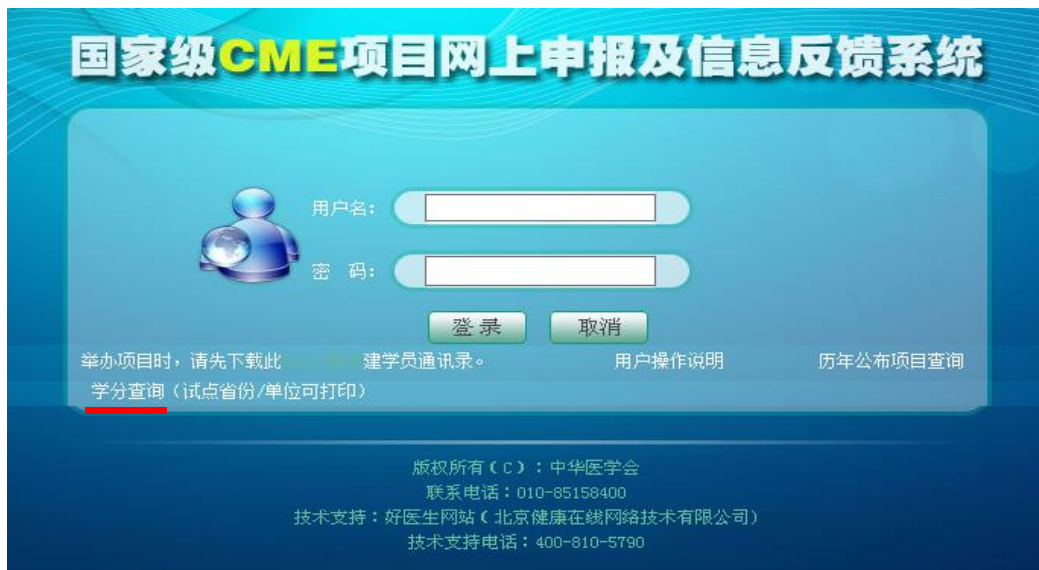 国家级CME项目网上申报及信息反馈系统
用户名：
密 码：
登 录 取消
举办项目时，请先下载此 建学员通讯录。 用户操作说明 历年公布项目查询
学分查询（试点省份/单位可打印）
版权所有(C)：中华医学会
联系电话：010-85158400
技术支持：好医生网站(北京健康在线网络技术有限公司)
技术支持电话：400-810-5790